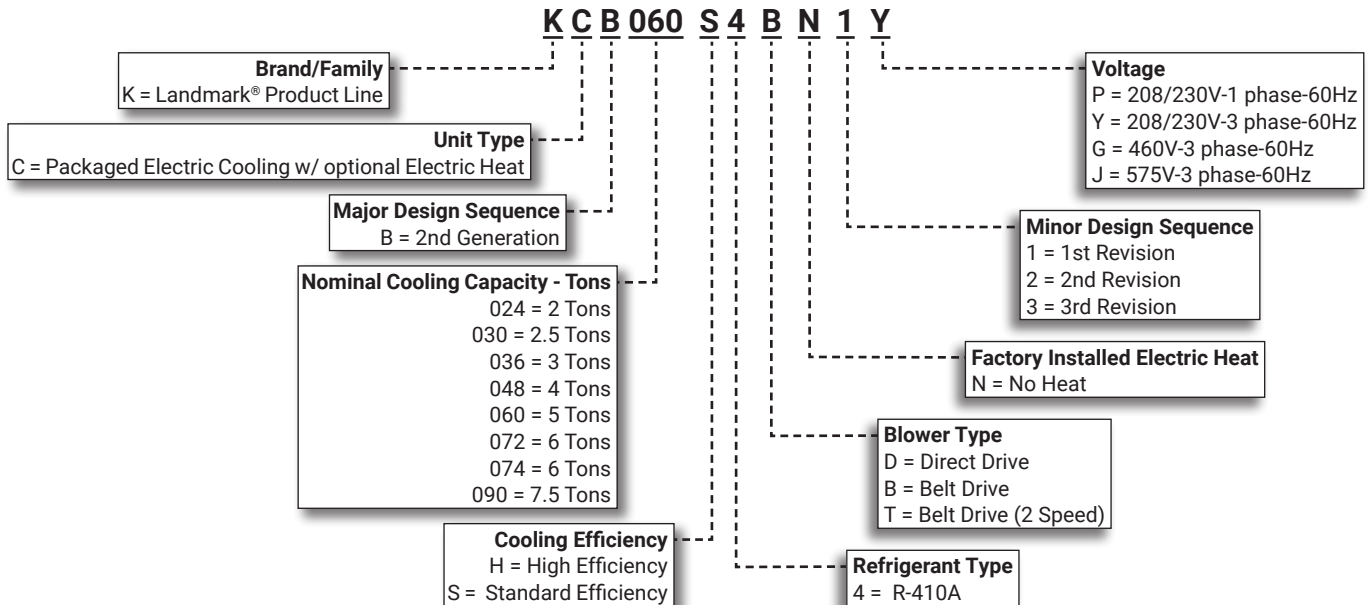 K C B 060 S 4 B N 1 Y
Brand/Family
K = Landmark® Product Line
Unit Type
C = Packaged Electric Cooling w/ optional Electric Heat
Major Design Sequence
B = 2nd Generation
Nominal Cooling Capacity - Tons
024 = 2 Tons
030 = 2.5 Tons
036 = 3 Tons
048 = 4 Tons
060 = 5 Tons
072 = 6 Tons
074 = 6 Tons
090 = 7.5 Tons
Cooling Efficiency
H = High Efficiency
S = Standard Efficiency
Voltage
P = 208/230V-1 phase-60Hz
Y = 208/230V-3 phase-60Hz
G = 460V-3 phase-60Hz
J = 575V-3 phase-60Hz
Minor Design Sequence
1 = 1st Revision
2 = 2nd Revision
3 = 3rd Revision
Factory Installed Electric Heat
N = No Heat
Blower Type
D = Direct Drive
B = Belt Drive
T = Belt Drive (2 Speed)
Refrigerant Type
4 = R-410A